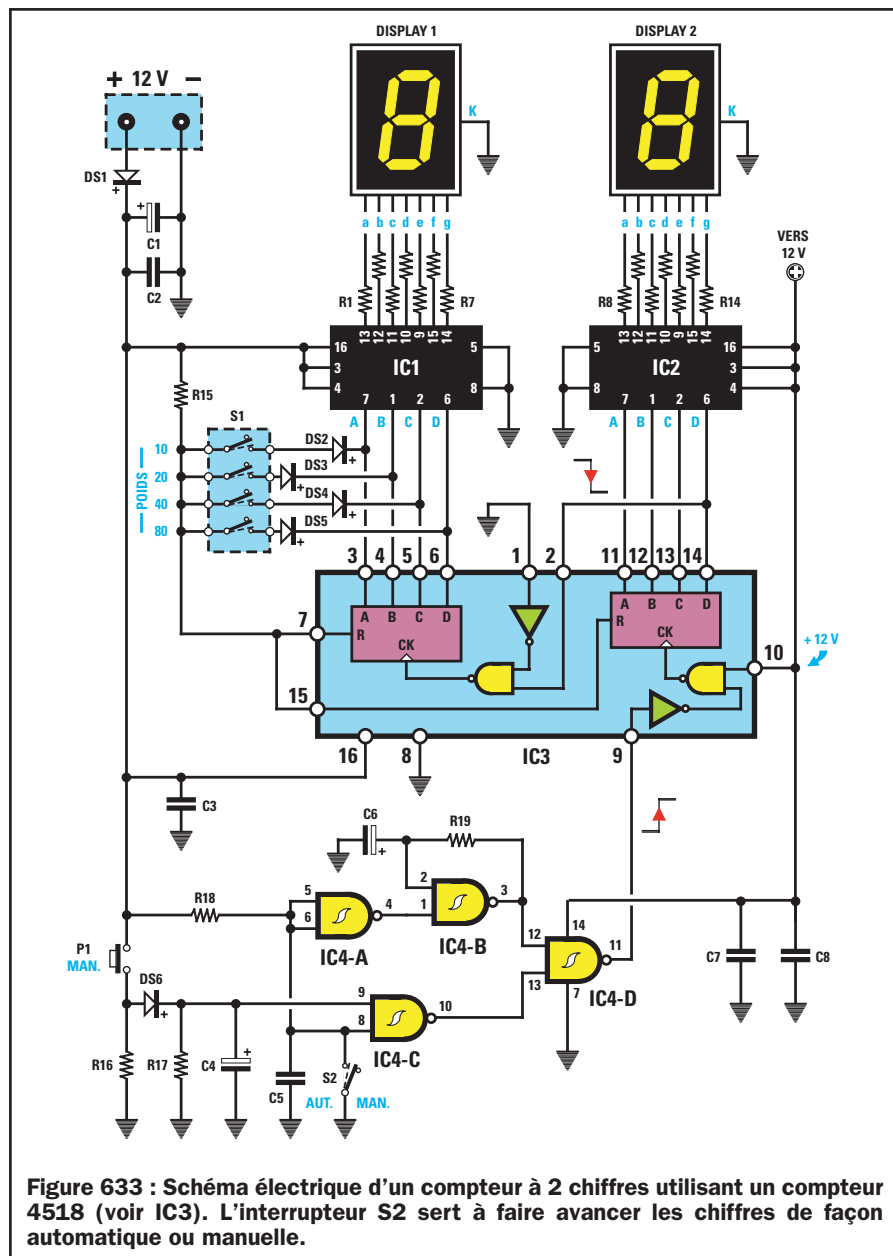 DISPLAY 1
DISPLAY 2
+ 12 V –
K
K
DS1
+
+
C1
C2
a b c d e f g
a b c d e f g
VERS
12 V
R1
R7
R8
R14
13 12 11 10 9 15 14
13 12 11 10 9 15 14
16
3
4
IC1
5
8
5
8
IC2
16
3
4
7 1 2 6
7 1 2 6
A B C D
A B C D
R15
S1
POIDS
10
20
40
80
DS2
+
DS3
+
DS4
+
DS5
+
3 4 5 6 1 2 11 12 13 14
A B C D
R
CK
A B C D
R
CK
7
15
10
+ 12 V
16
8
IC3
9
C3
C6
+
R19
R18
5
6
4
IC4-A
2
1
3
IC4-B
12
13
14
11
7
IC4-D
C7
C8
P1
MAN.
DS6
+
9
8
10
IC4-C
R16
R17
C4
+
C5
S2
AUT. MAN.
Figure 633 : Schéma électrique d'un compteur à 2 chiffres utilisant un compteur
4518 (voir IC3). L'interrupteur S2 sert à faire avancer les chiffres de façon
automatique ou manuelle.